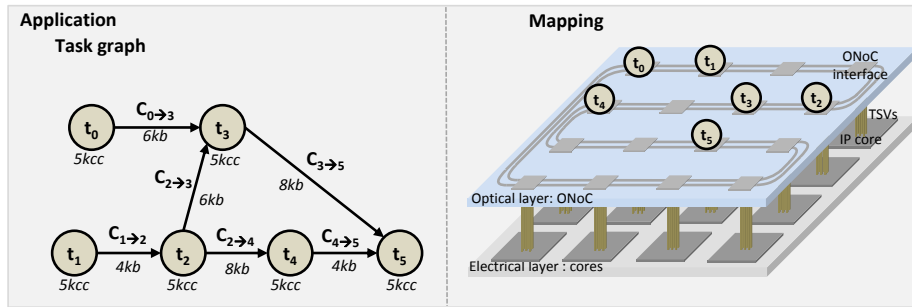 Application
Task graph
C0→3
t0
6kb
t3
5kcc
5kcc
C3→5
C2→3
8kb
6kb
C1→2
C2→4
C4→5
t1
t2
t4
t5
4kb
8kb
4kb
5kcc
5kcc
5kcc
5kcc
Mapping
t0
t1
ONoC
interface
t4
t3
t2
TSVs
t5
IP core
Optical layer: ONoC
Electrical layer : cores